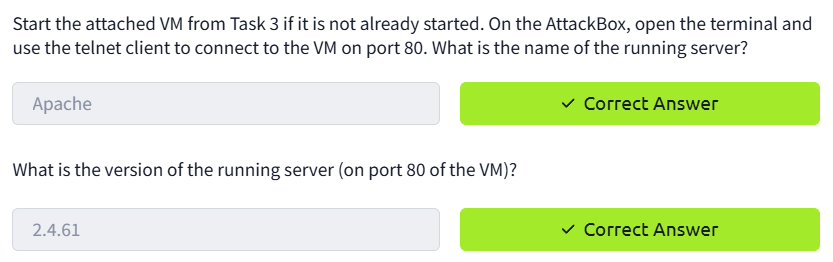 Start the attached VM from Task 3 if it is not already started. On the AttackBox, open the terminal and
use the telnet client to connect to the VM on port 80. What is the name of the running server?
Apache
✓ Correct Answer
What is the version of the running server (on port 80 of the VM)?
2.4.61
✓ Correct Answer